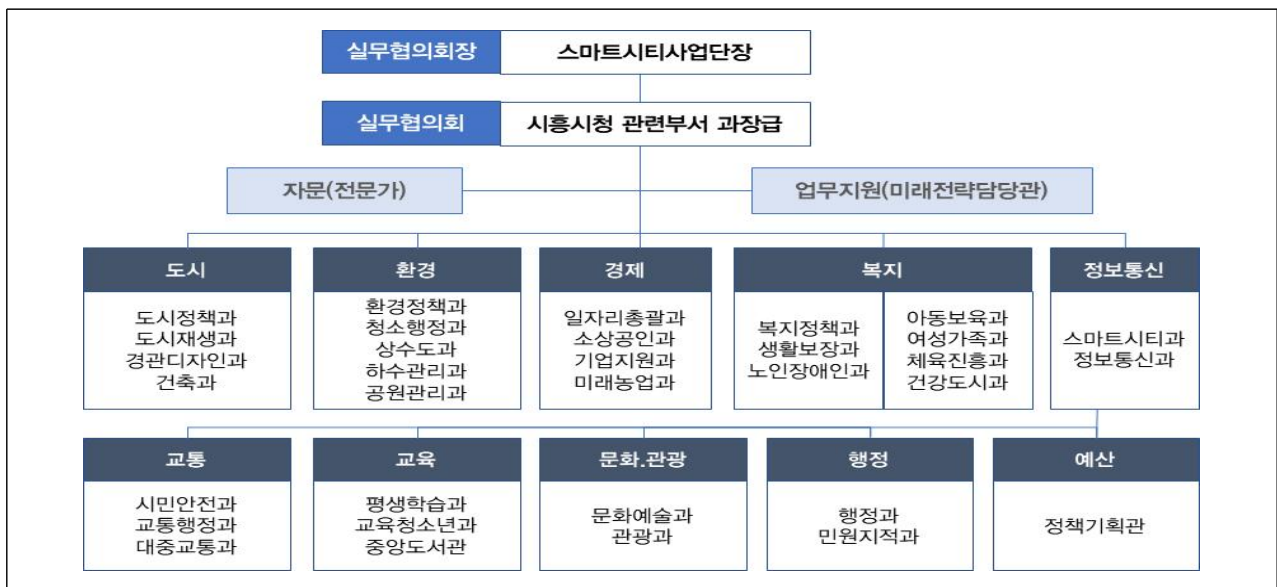 실무협의회장 스마트시티사업단장
실무협의회 시흥시청 관련부서 과장급
자문(전문가) 업무지원(미래전략담당관)
도시
도시정책과
도시재생과
경관디자인과
건축과
환경
환경정책과
청소행정과
상수도과
하수관리과
공원관리과
경제
일자리총괄과
소상공인과
기업지원과
미래농업과
복지
복지정책과
생활보장과
노인장애인과
아동보육과
여성가족과
체육진흥과
건강도시과
정보통신
스마트시티과
정보통신과
교통
시민안전과
교통행정과
대중교통과
교육
평생학습과
교육청소년과
중앙도서관
문화.관광
문화예술과
관광과
행정
행정과
민원지적과
예산
정책기획관